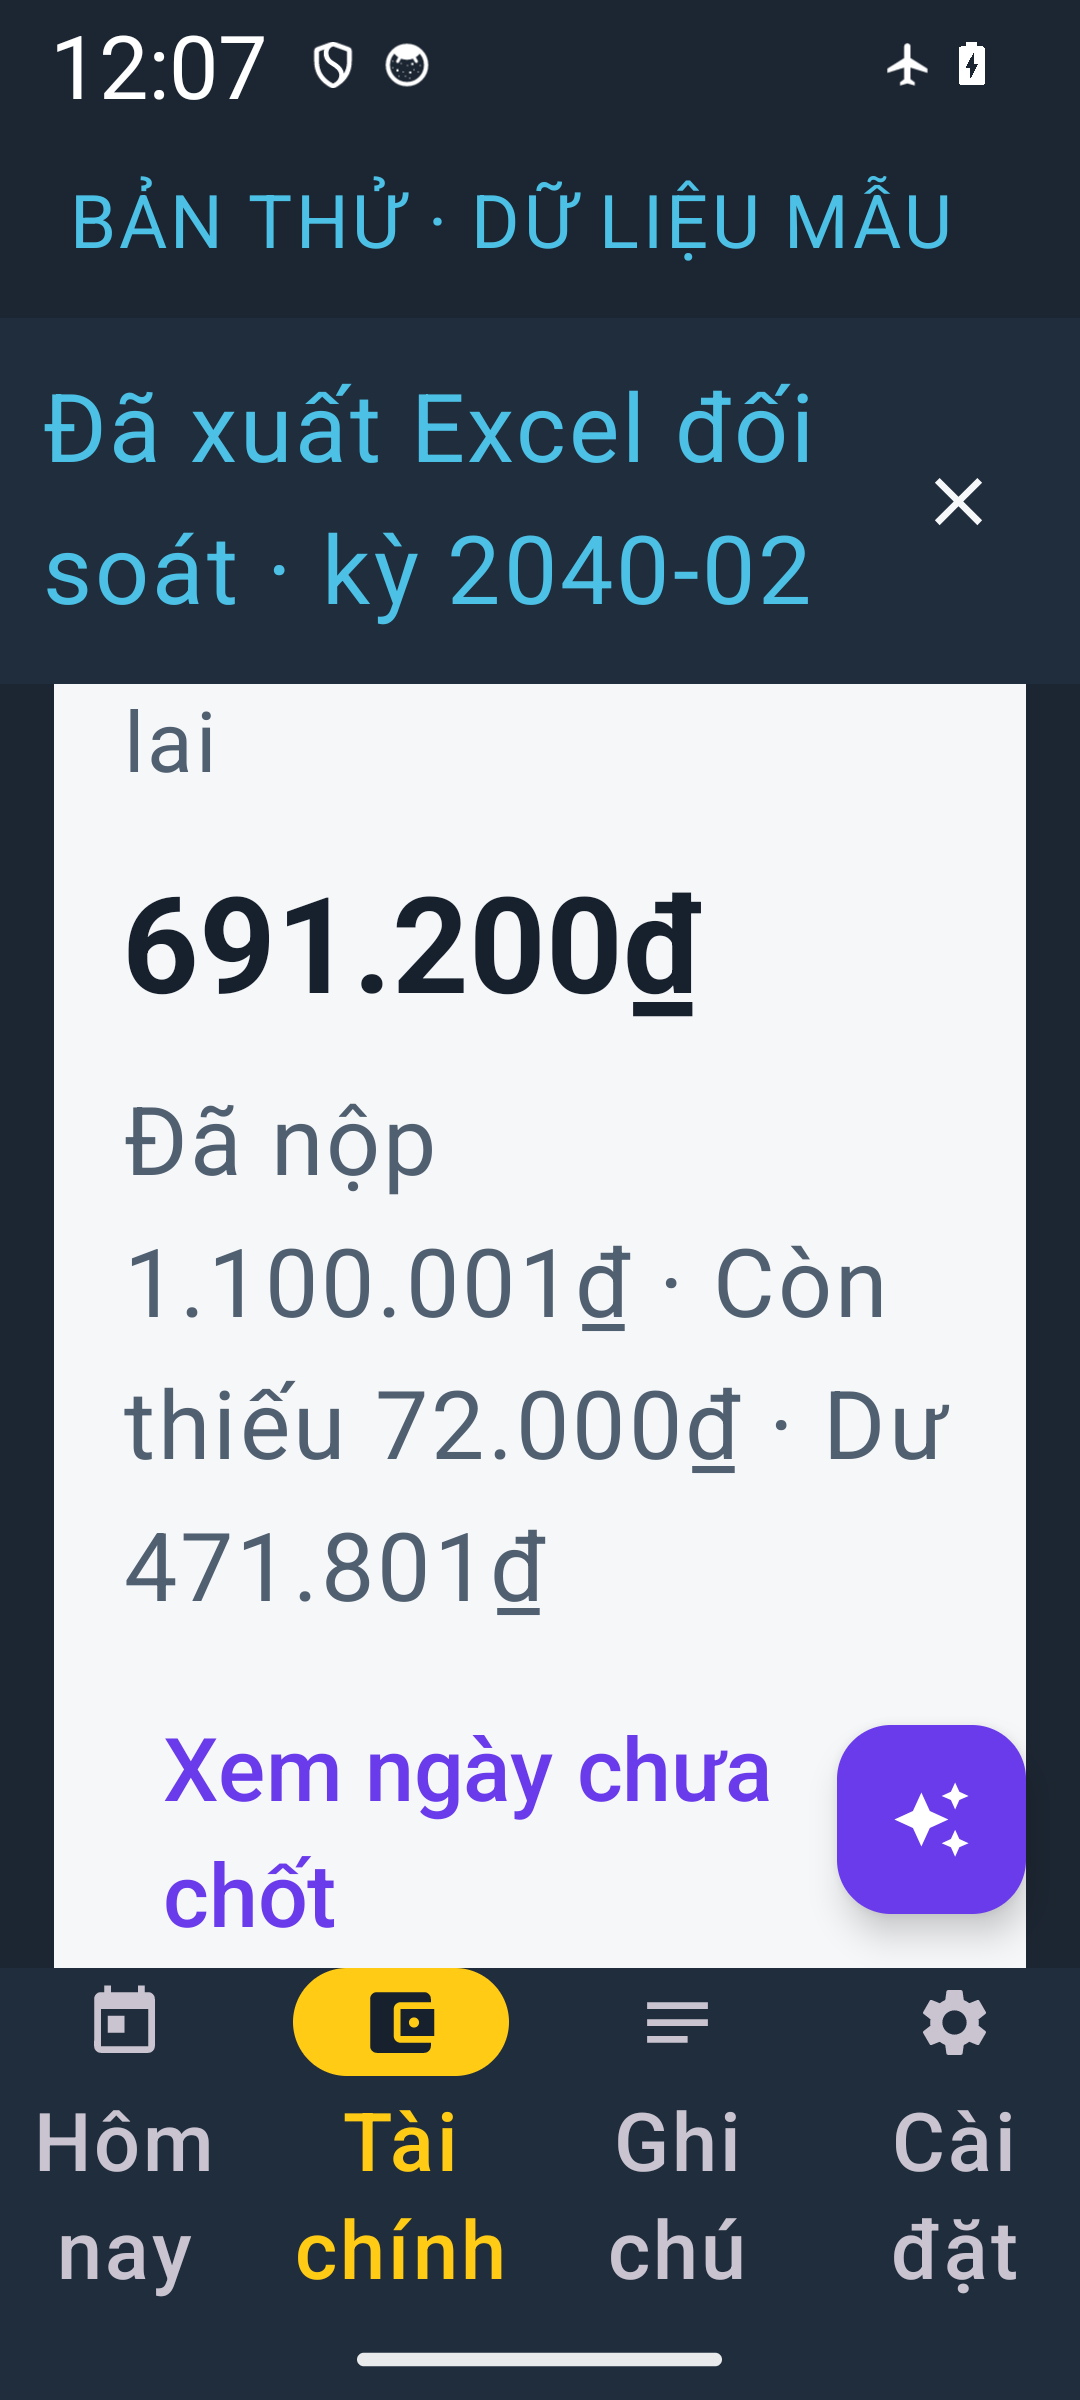 12:07
BẢN THỬ · DỮ LIỆU MẪU
Đã xuất Excel đối
soát · kỳ 2040-02
lai
691.200₫
Đã nộp
1.100.001₫ · Còn
thiếu 72.000₫ · Dư
471.801₫
Xem ngày chưa
chốt
Hôm nay
Tài chính
Ghi chú
Cài đặt